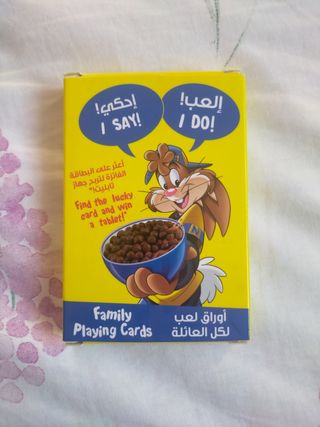 إحكي!
I SAY!
إلعب!
I DO!
أعثر على البطاقة
الفائزة لتربح جهاز
تابليت!*
Find the lucky
card and win
a tablet!*
Family
Playing Cards
أوراق لعب
لكل العائلة